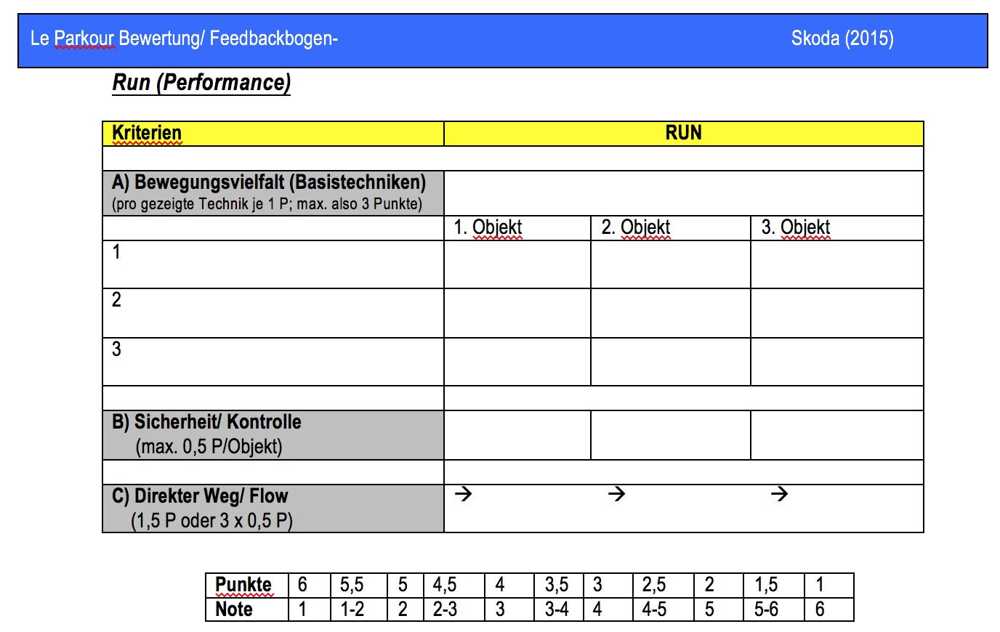 Le Parkour Bewertung/ Feedbackbogen- Skoda (2015)
Run (Performance)
Kriterien RUN
A) Bewegungsvielfalt (Basistechniken)
(pro gezeigte Technik je 1 P; max. also 3 Punkte)
1. Objekt 2. Objekt 3. Objekt
1
2
3
B) Sicherheit/ Kontrolle
(max. 0,5 P/Objekt)
C) Direkter Weg/ Flow → → →
(1,5 P oder 3 x 0,5 P)
Punkte 6 5,5 5 4,5 4 3,5 3 2,5 2 1,5 1
Note 1 1-2 2 2-3 3 3-4 4 4-5 5 5-6 6